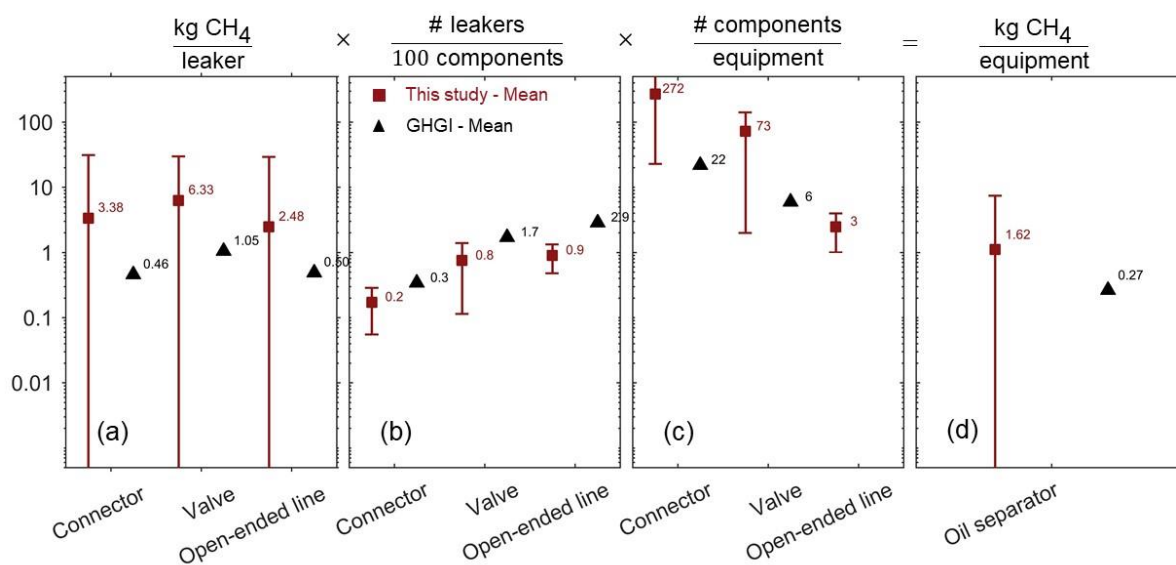 kg CH4 × # leakers × # components = kg CH4
leaker 100 components equipment equipment
This study - Mean
GHGI - Mean
100
10
1
0.1
0.01
3.38
0.46
6.33
1.05
2.48
0.50
(a)
0.2
0.3
0.8
1.7
0.9
2.9
(b)
272
22
73
6
3
(c)
1.62
0.27
(d)
Connector
Valve
Open-ended line
Connector
Valve
Open-ended line
Connector
Valve
Open-ended line
Oil separator